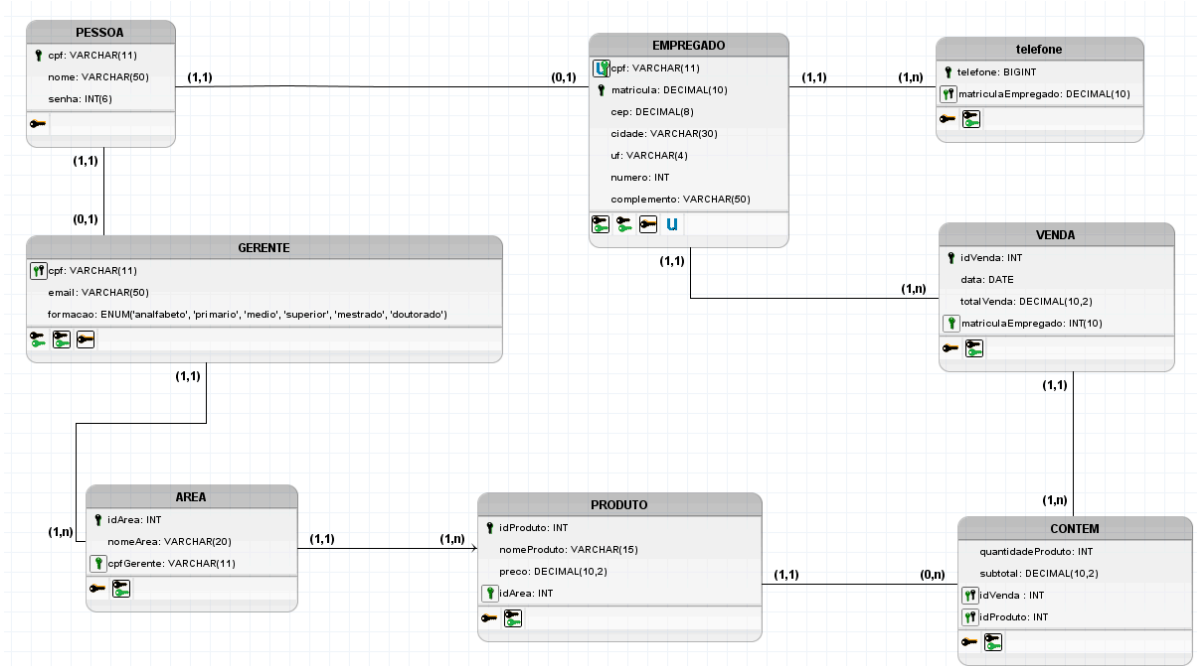 PESSOA
cpf: VARCHAR(11)
nome: VARCHAR(50)
senha: INT(6)
(1,1)
(0,1)
EMPREGADO
cpf: VARCHAR(11)
matricula: DECIMAL(10)
cep: DECIMAL(8)
cidade: VARCHAR(30)
uf: VARCHAR(4)
numero: INT
complemento: VARCHAR(50)
U
(1,1)
(1,n)
telefone
telefone: BIGINT
matriculaEmpregado: DECIMAL(10)
(1,1)
(0,1)
GERENTE
cpf: VARCHAR(11)
email: VARCHAR(50)
formacao: ENUM('analfabeto', 'primario', 'medio', 'superior', 'mestrado', 'doutorado')
(1,1)
(1,n)
VENDA
idVenda: INT
data: DATE
totalVenda: DECIMAL(10,2)
matriculaEmpregado: INT(10)
(1,1)
(1,n)
(1,1)
(1,n)
AREA
idArea: INT
nomeArea: VARCHAR(20)
cpfGerente: VARCHAR(11)
(1,1)
(1,n)
PRODUTO
idProduto: INT
nomeProduto: VARCHAR(15)
preco: DECIMAL(10,2)
idArea: INT
(1,1)
(0,n)
CONTEM
quantidadeProduto: INT
subtotal: DECIMAL(10,2)
idVenda : INT
idProduto: INT